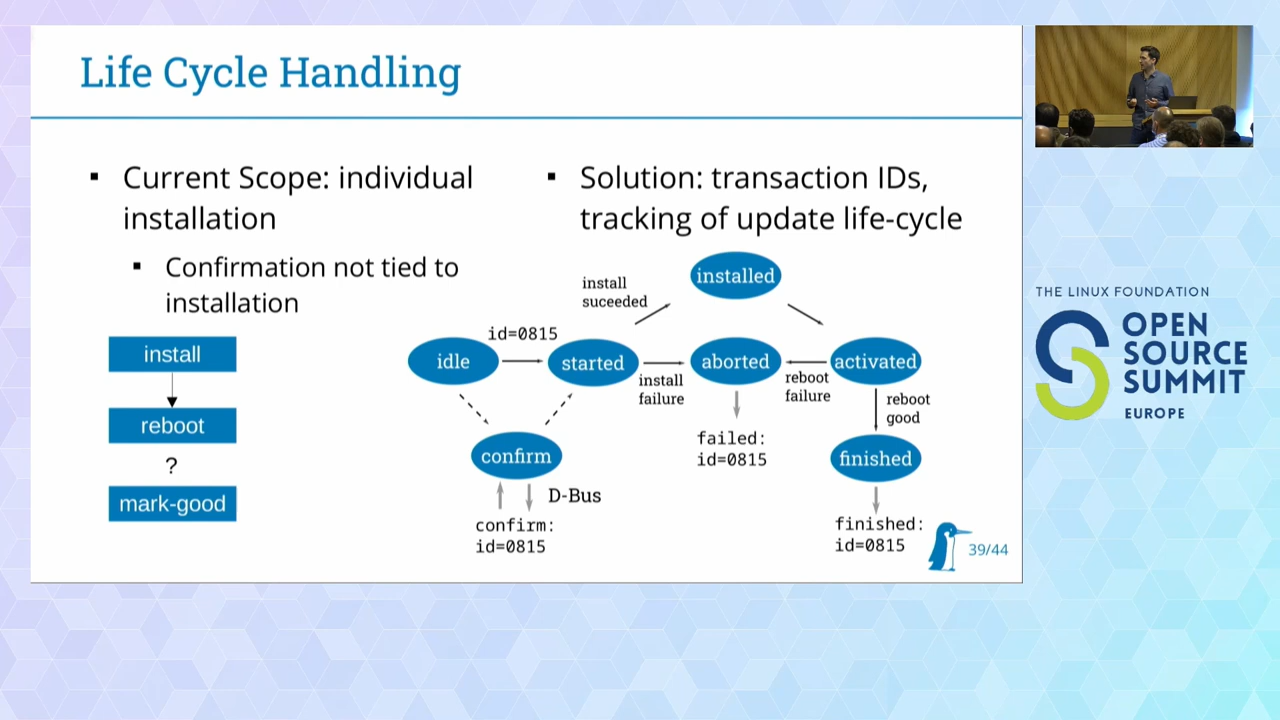 Life Cycle Handling
▪ Current Scope: individual
installation
▪ Confirmation not tied to
installation
install
reboot
?
mark-good
▪ Solution: transaction IDs,
tracking of update life-cycle
installed
install
suceeded
id=0815
idle
started
aborted
activated
install
failure
reboot
failure
reboot
good
failed:
id=0815
confirm
finished
D-Bus
confirm:
id=0815
finished:
id=0815
39/44
THE LINUX FOUNDATION
OPEN
SOURCE
SUMMIT
EUROPE